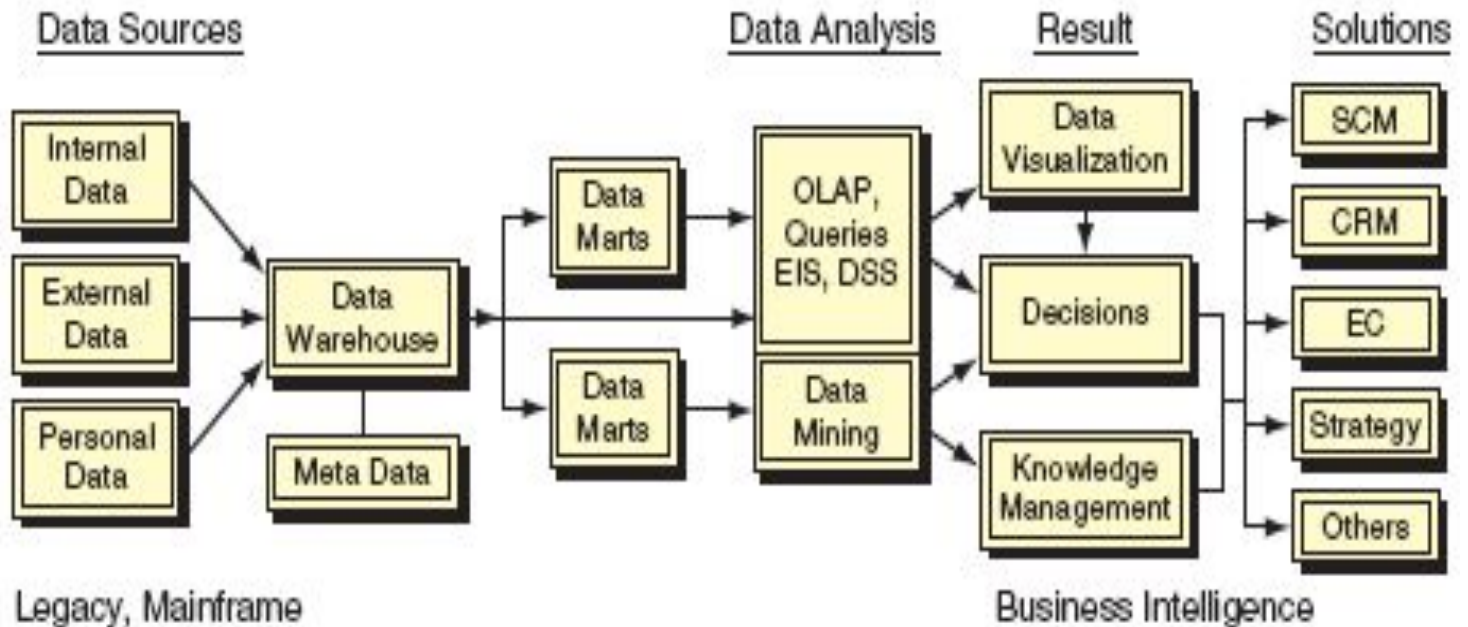 Data Sources
Data Analysis
Result
Solutions
Internal
Data
External
Data
Personal
Data
Data
Warehouse
Meta Data
Data
Marts
Data
Marts
OLAP,
Queries
EIS, DSS
Data
Mining
Data
Visualization
Decisions
Knowledge
Management
SCM
CRM
EC
Strategy
Others
Legacy, Mainframe
Business Intelligence